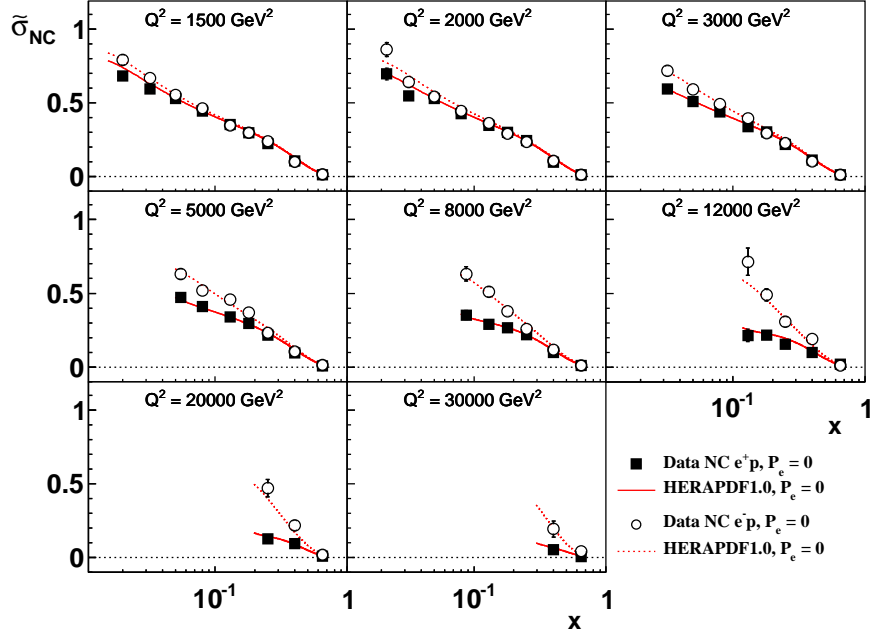 σ̃NC
Q² = 1500 GeV²
Q² = 2000 GeV²
Q² = 3000 GeV²
1
0.5
0
Q² = 5000 GeV²
Q² = 8000 GeV²
Q² = 12000 GeV²
1
0.5
0
10⁻¹
1
x
Q² = 20000 GeV²
Q² = 30000 GeV²
1
0.5
0
10⁻¹
1
10⁻¹
1
x
Data NC e⁺p, Pₑ = 0
HERAPDF1.0, Pₑ = 0
Data NC e⁻p, Pₑ = 0
HERAPDF1.0, Pₑ = 0